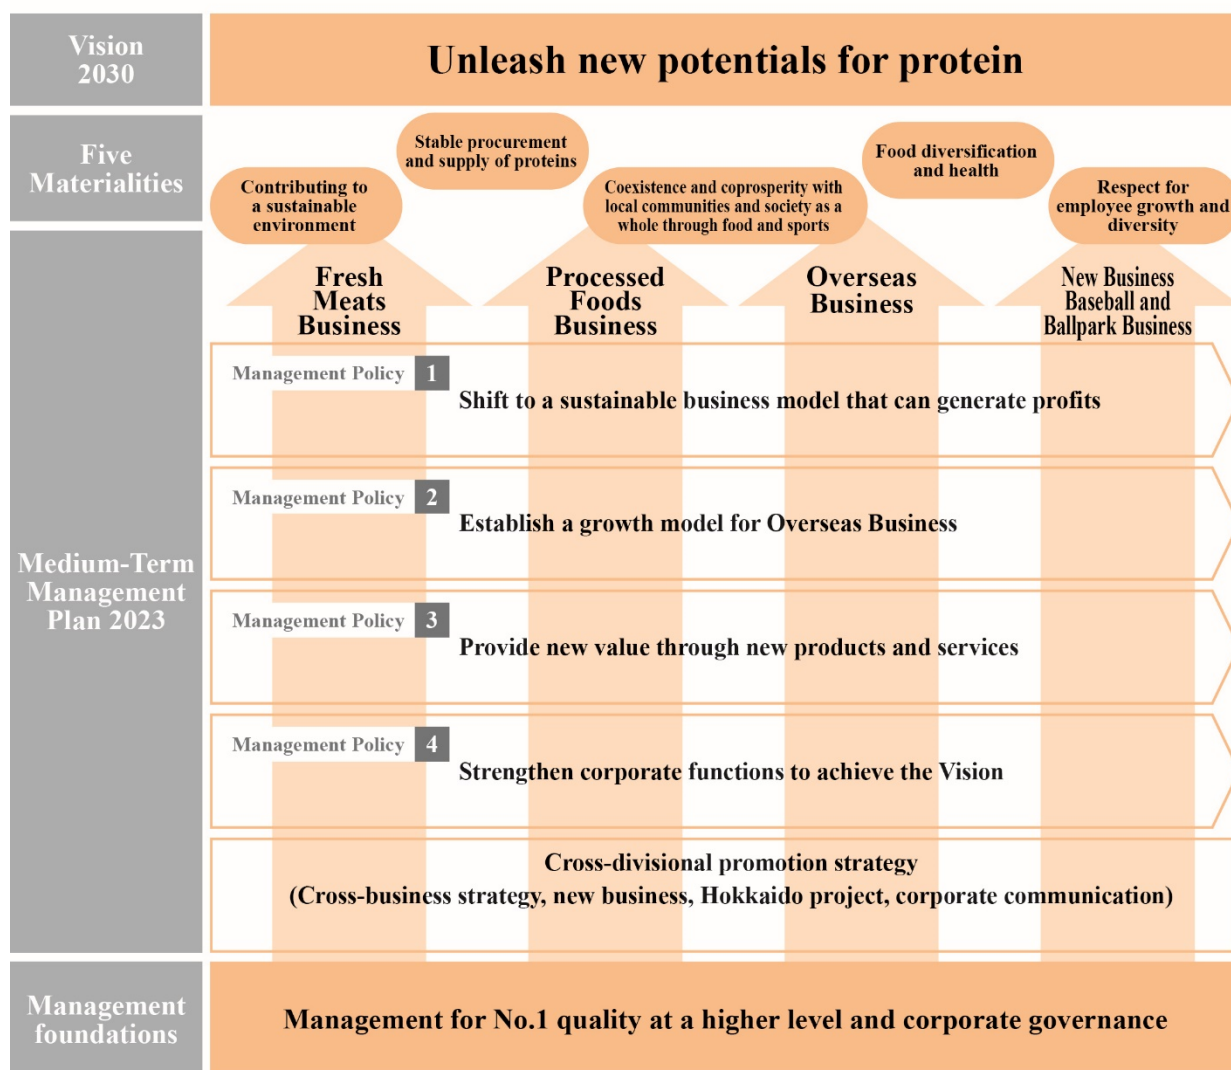 Vision
2030
Unleash new potentials for protein
Five
Materialities
Contributing to
a sustainable
environment
Stable procurement
and supply of proteins
Coexistence and coprosperity with
local communities and society as a
whole through food and sports
Food diversification
and health
Respect for
employee growth and
diversity
Medium-Term
Management
Plan 2023
Fresh
Meats
Business
Processed
Foods
Business
Overseas
Business
New Business
Baseball and
Ballpark Business
Management Policy 1
Shift to a sustainable business model that can generate profits
Management Policy 2
Establish a growth model for Overseas Business
Management Policy 3
Provide new value through new products and services
Management Policy 4
Strengthen corporate functions to achieve the Vision
Cross-divisional promotion strategy
(Cross-business strategy, new business, Hokkaido project, corporate communication)
Management
foundations
Management for No.1 quality at a higher level and corporate governance